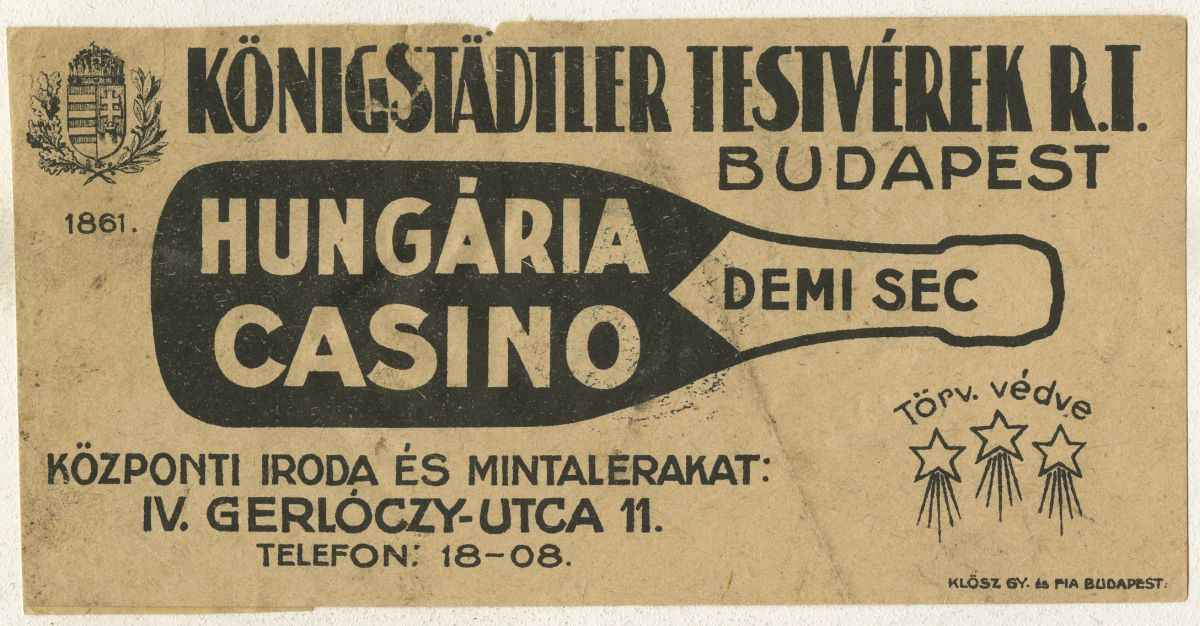 KÖNIGSTÄDTLER TESTVÉREK R.T.
BUDAPEST
1861.
HUNGÁRIA
CASINO
DEMI SEC
Törv. védve
KÖZPONTI IRODA ÉS MINTALERAKAT:
IV. GERLÓCZY-UTCA 11.
TELEFON: 18-08.
KLÖSZ GY. és FIA BUDAPEST.